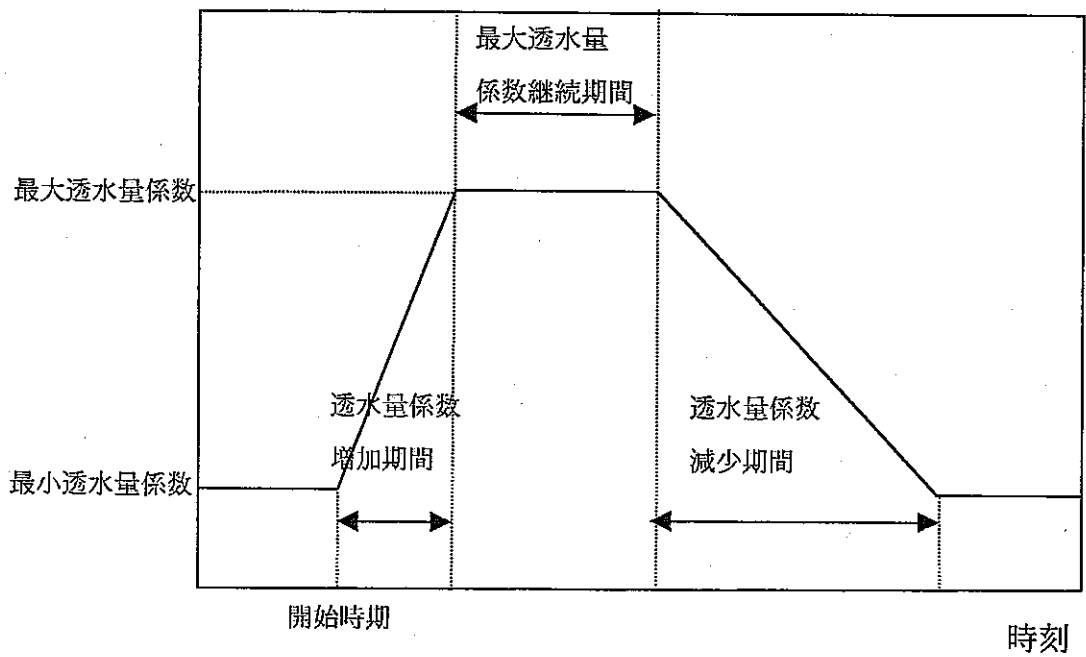 最大透水量
係数継続期間
最大透水量係数
透水量係数
増加期間
透水量係数
減少期間
最小透水量係数
開始時期
時刻